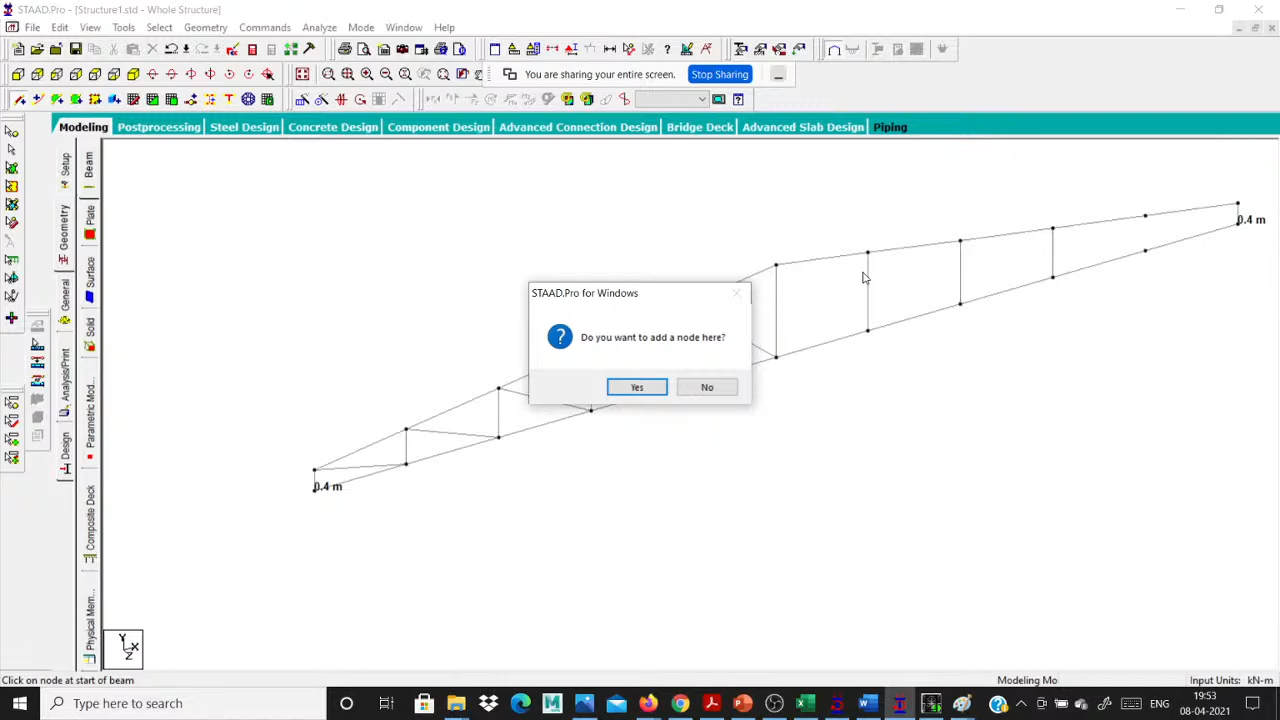 STAAD.Pro - [Structure1.std - Whole Structure]
File Edit View Tools Select Geometry Commands Analyze Mode Window Help
You are sharing your entire screen. Stop Sharing
Modeling Postprocessing Steel Design Concrete Design Component Design Advanced Connection Design Bridge Deck Advanced Slab Design Piping
Setup
Geometry
General
Analysis/Print
Design
Beam
Plate
Surface
Solid
Parametric Mod...
Composite Deck
Physical Mem...
0.4 m
STAAD.Pro for Windows
Do you want to add a node here?
Yes No
0.4 m
Y
X
Z
Click on node at start of beam Modeling Mo Input Units: kN-m
Type here to search
ENG
19:53
08-04-2021